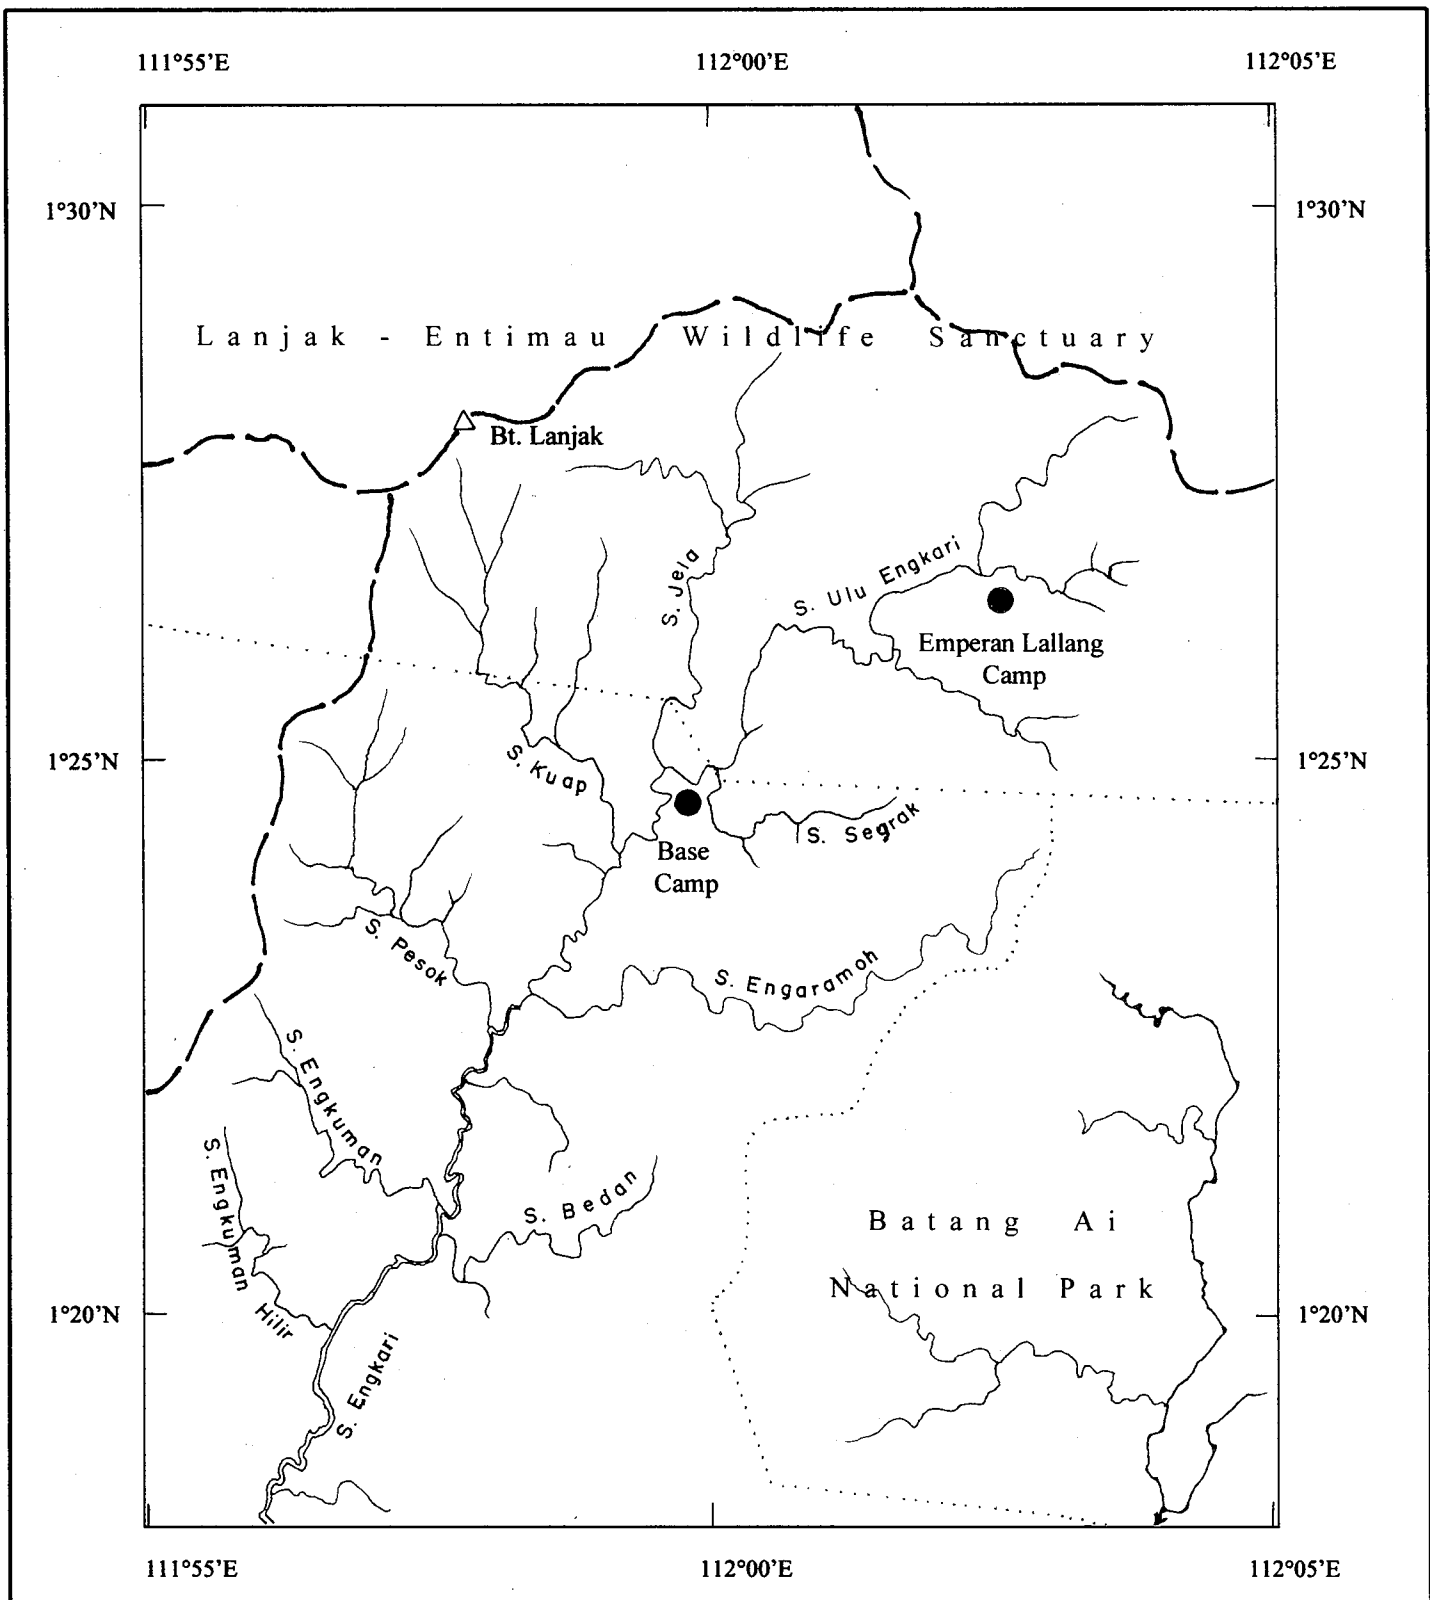 111°55'E 112°00'E 112°05'E
1°30'N 1°30'N
Lanjak - Entimau Wildlife Sanctuary
Bt. Lanjak
S. Jela
S. Ulu Engkari
Emperan Lallang
Camp
1°25'N 1°25'N
S. Kuap
S. Segrak
Base
Camp
S. Pesok
S. Engaramoh
S. Engkuman
S. Engkuman Hilir
S. Bedan
Batang Ai
National Park
1°20'N 1°20'N
S. Engkari
111°55'E 112°00'E 112°05'E